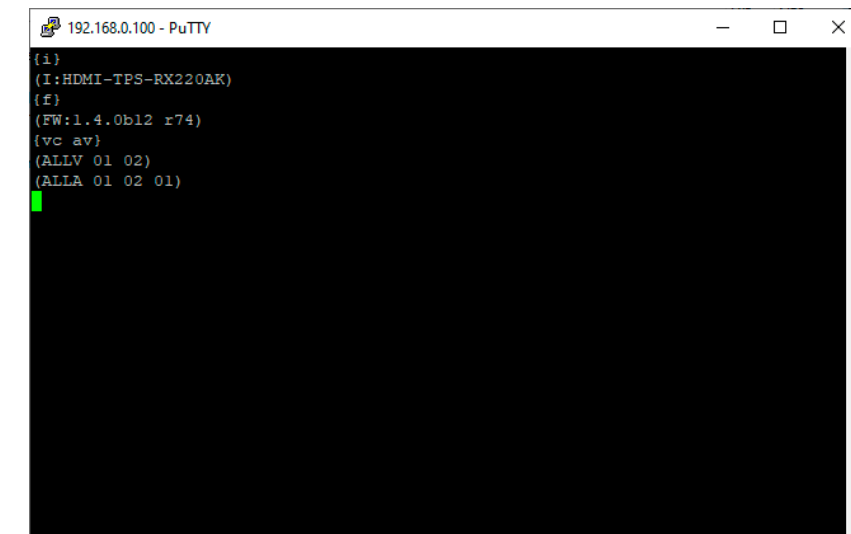 192.168.0.100 - PuTTY
{i}
(I:HDMI-TPS-RX220AK)
{f}
(FW:1.4.0b12 r74)
{vc av}
(ALLV 01 02)
(ALLA 01 02 01)